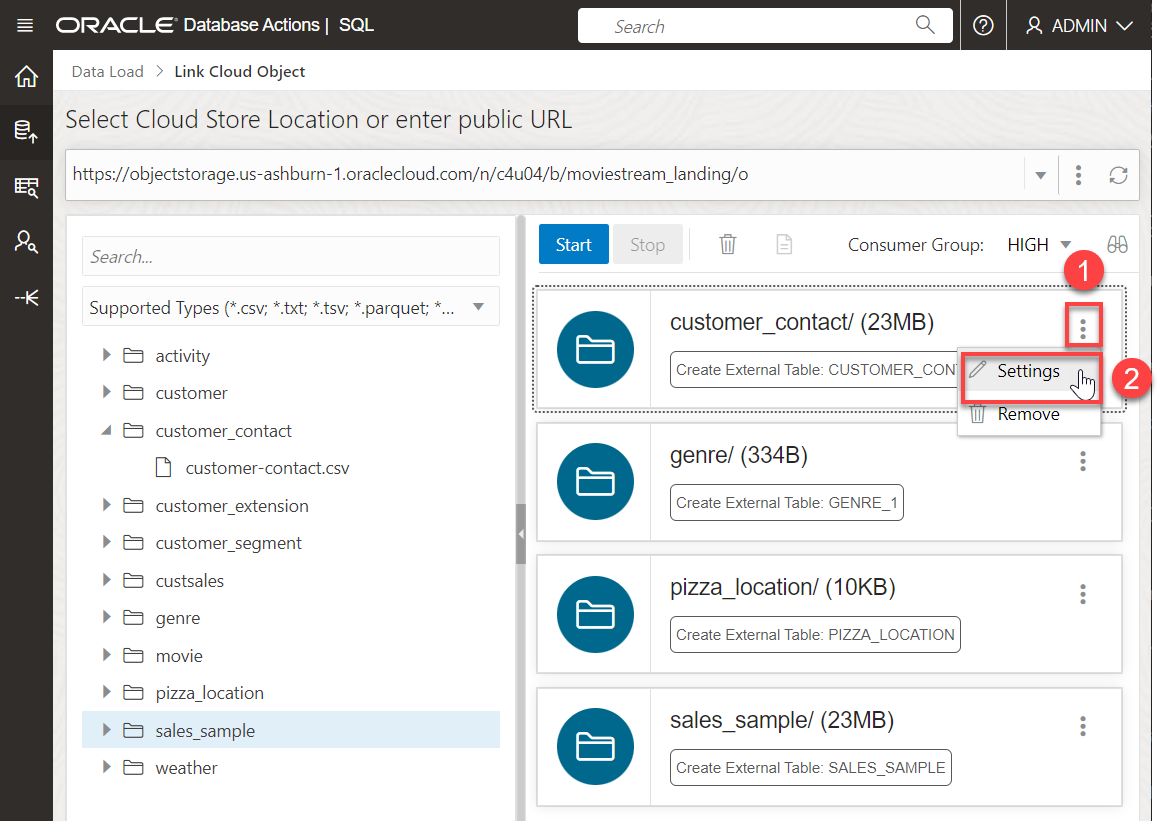 ORACLE® Database Actions | SQL
Search
ADMIN
Data Load > Link Cloud Object
Select Cloud Store Location or enter public URL
https://objectstorage.us-ashburn-1.oraclecloud.com/n/c4u04/b/moviestream_landing/o
Search...
Supported Types (*.csv; *.txt; *.tsv; *.parquet; *...
activity
customer
customer_contact
customer-contact.csv
customer_extension
customer_segment
custsales
genre
movie
pizza_location
sales_sample
weather
Start
Stop
Consumer Group: HIGH
1
customer_contact/ (23MB)
Create External Table: CUSTOMER_CONT
Settings
2
Remove
genre/ (334B)
Create External Table: GENRE_1
pizza_location/ (10KB)
Create External Table: PIZZA_LOCATION
sales_sample/ (23MB)
Create External Table: SALES_SAMPLE